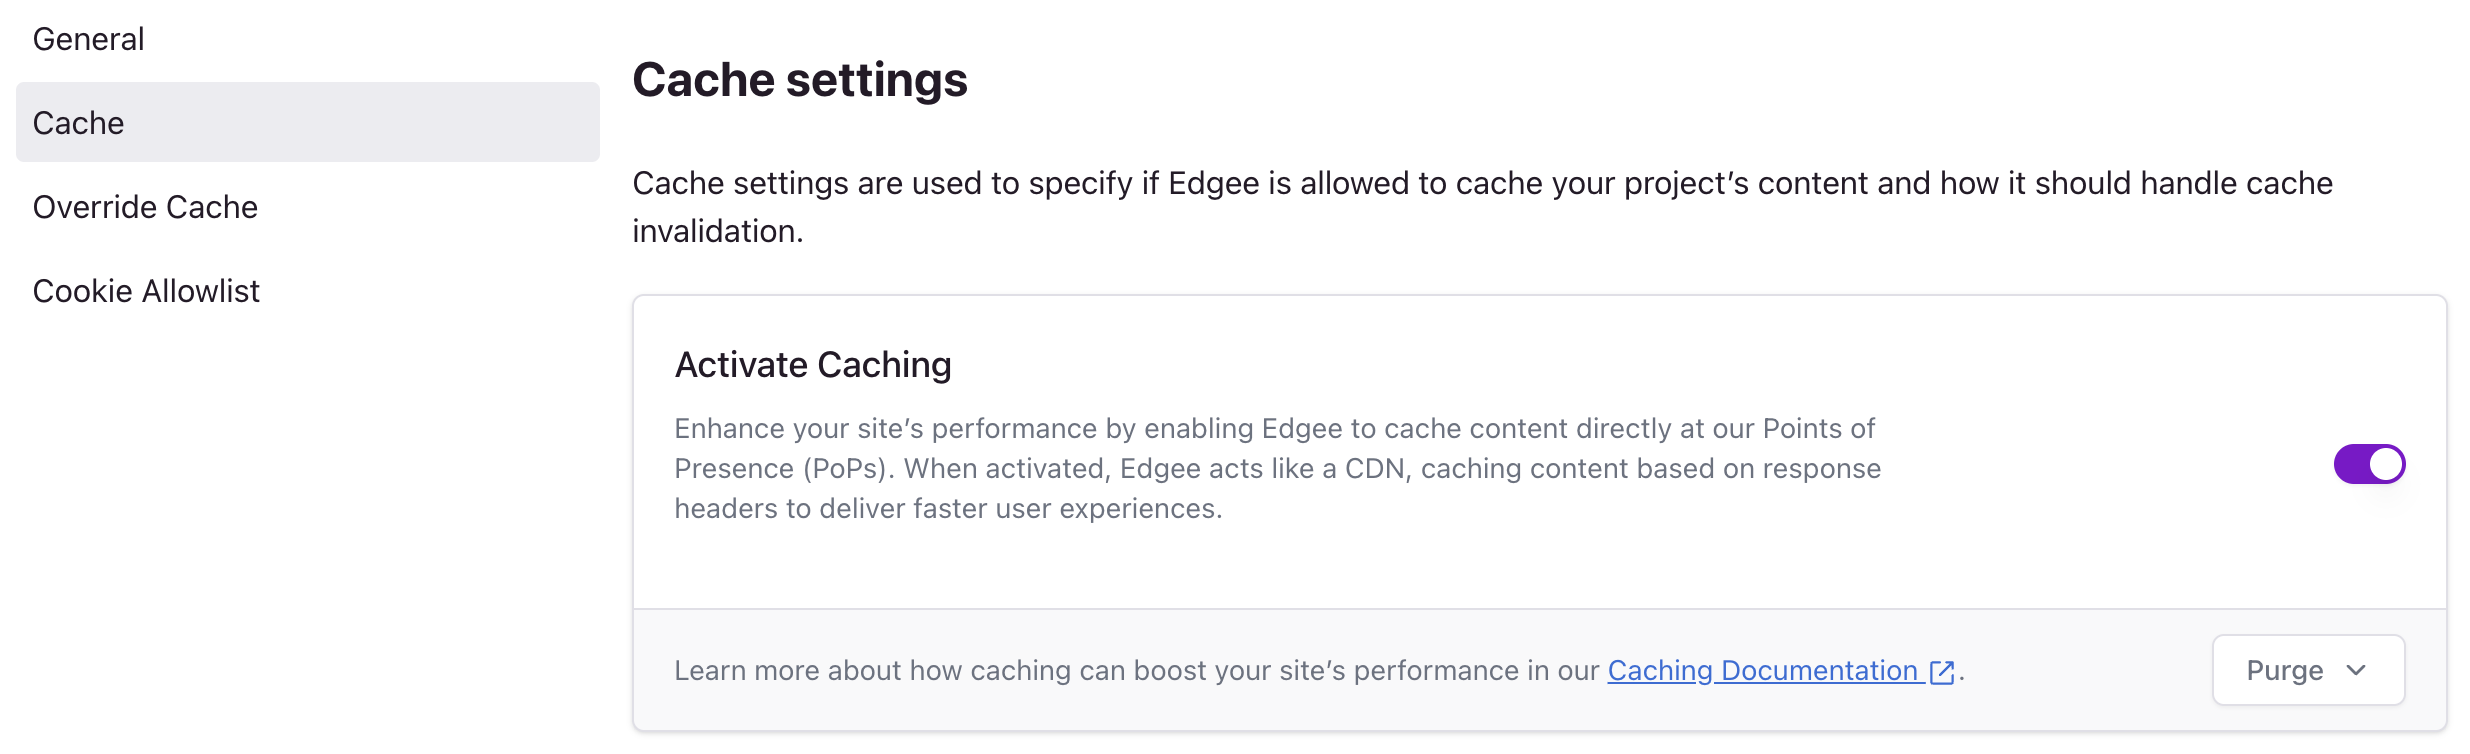 General
Cache
Override Cache
Cookie Allowlist
Cache settings
Cache settings are used to specify if Edgee is allowed to cache your project’s content and how it should handle cache
invalidation.
Activate Caching
Enhance your site’s performance by enabling Edgee to cache content directly at our Points of
Presence (PoPs). When activated, Edgee acts like a CDN, caching content based on response
headers to deliver faster user experiences.
Learn more about how caching can boost your site’s performance in our Caching Documentation.
Purge